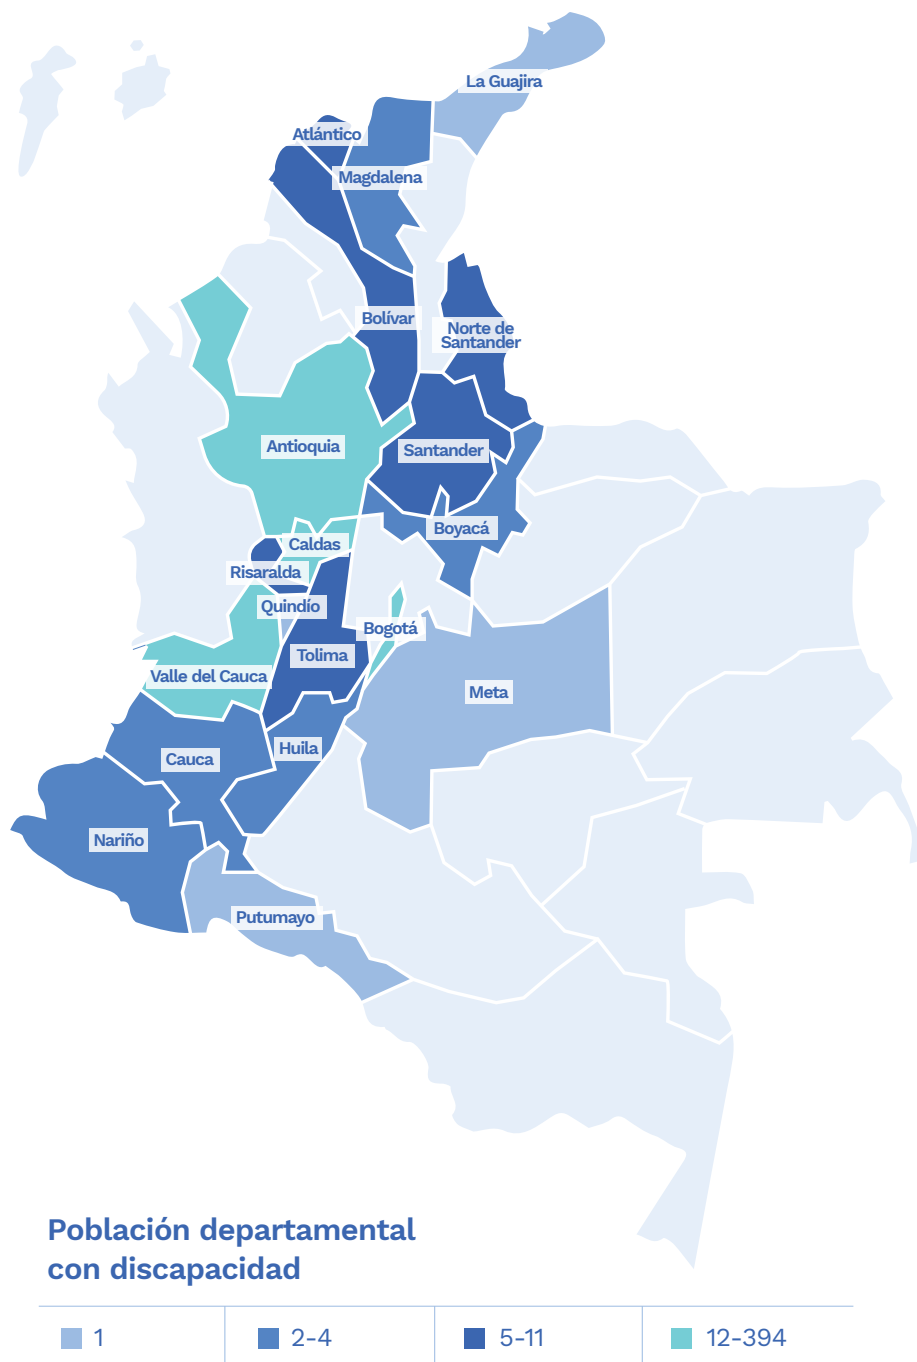 La Guajira
Atlántico
Magdalena
Bolívar
Norte de
Santander
Antioquia
Santander
Boyacá
Caldas
Risaralda
Quindío
Bogotá
Tolima
Valle del Cauca
Meta
Huila
Cauca
Nariño
Putumayo
Población departamental
con discapacidad
1
2-4
5-11
12-394